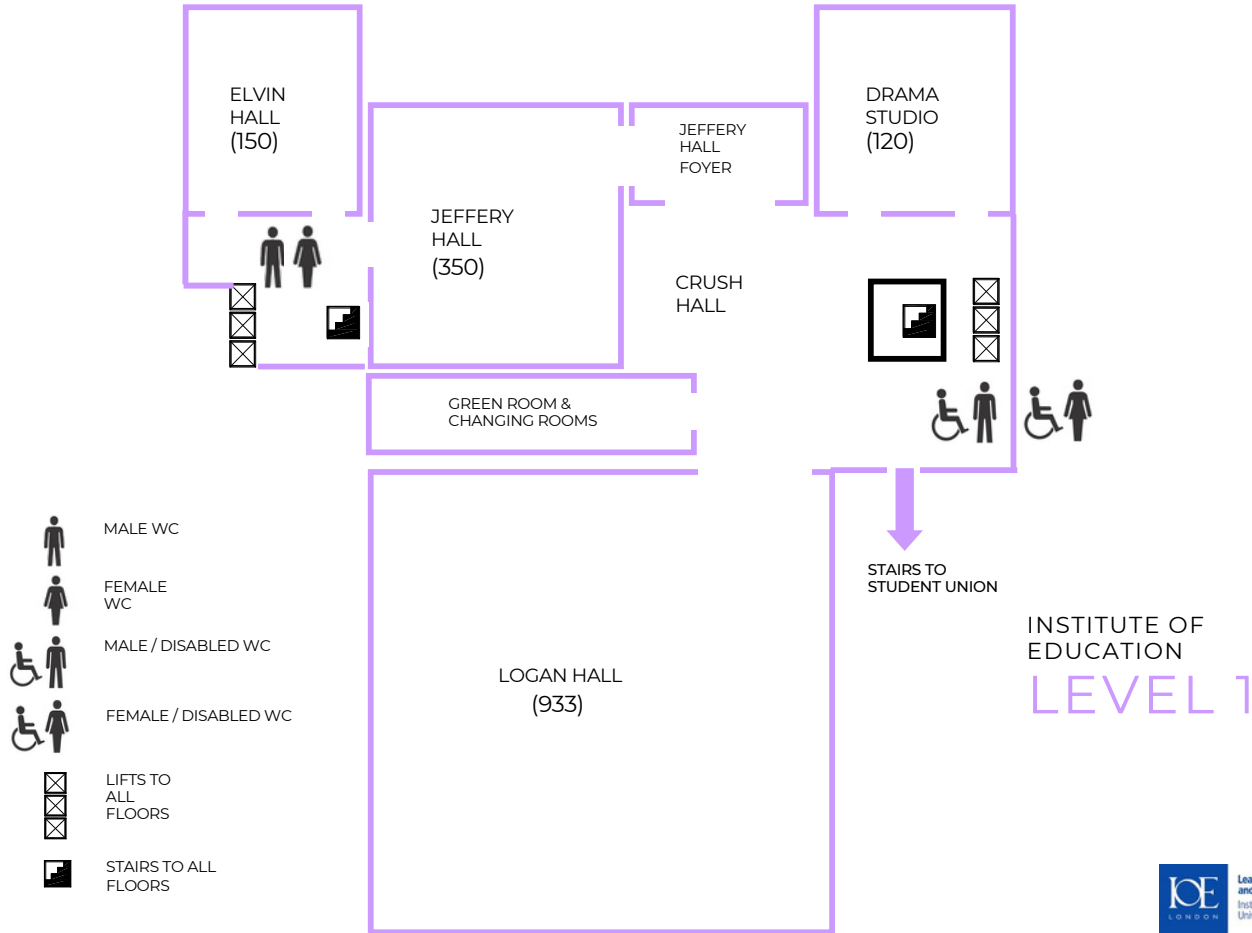 ELVIN
HALL
(150)
DRAMA
STUDIO
(120)
JEFFERY
HALL
FOYER
JEFFERY
HALL
(350)
CRUSH
HALL
GREEN ROOM &
CHANGING ROOMS
LOGAN HALL
(933)
STAIRS TO
STUDENT UNION
MALE WC
FEMALE
WC
MALE / DISABLED WC
FEMALE / DISABLED WC
LIFTS TO
ALL
FLOORS
STAIRS TO ALL
FLOORS
INSTITUTE OF
EDUCATION
LEVEL 1
IOE
LONDON
and